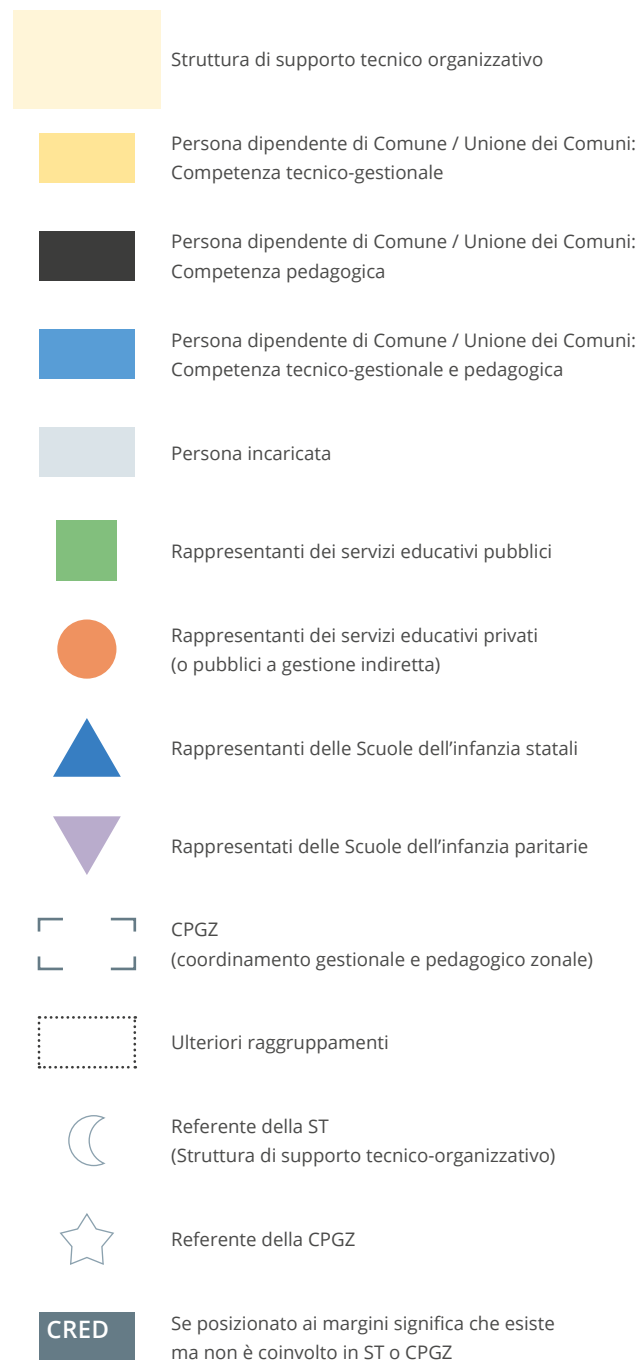 Struttura di supporto tecnico organizzativo
Persona dipendente di Comune / Unione dei Comuni:
Competenza tecnico-gestionale
Persona dipendente di Comune / Unione dei Comuni:
Competenza pedagogica
Persona dipendente di Comune / Unione dei Comuni:
Competenza tecnico-gestionale e pedagogica
Persona incaricata
Rappresentanti dei servizi educativi pubblici
Rappresentanti dei servizi educativi privati
(o pubblici a gestione indiretta)
Rappresentanti delle Scuole dell’infanzia statali
Rappresentati delle Scuole dell’infanzia paritarie
CPGZ
(coordinamento gestionale e pedagogico zonale)
Ulteriori raggruppamenti
Referente della ST
(Struttura di supporto tecnico-organizzativo)
Referente della CPGZ
CRED
Se posizionato ai margini significa che esiste
ma non è coinvolto in ST o CPGZ